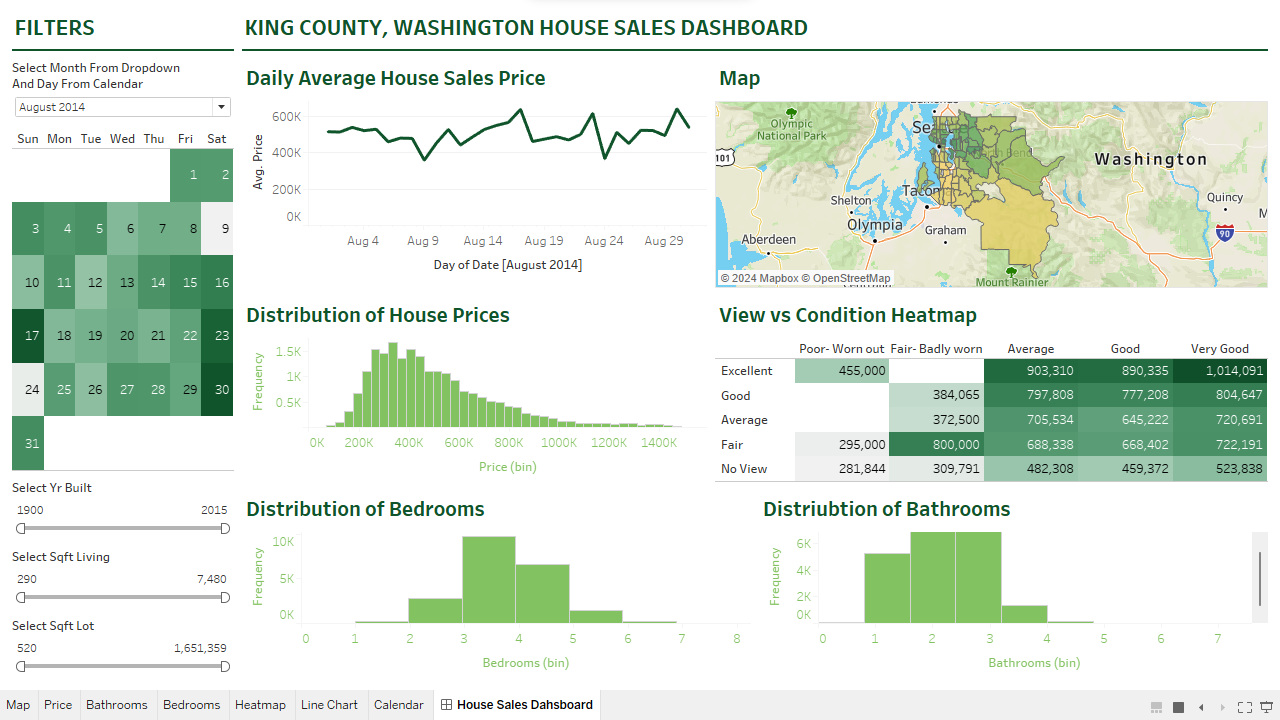 FILTERS
KING COUNTY, WASHINGTON HOUSE SALES DASHBOARD
Select Month From Dropdown
And Day From Calendar
August 2014
Sun Mon Tue Wed Thu Fri Sat
1 2
3 4 5 6 7 8 9
10 11 12 13 14 15 16
17 18 19 20 21 22 23
24 25 26 27 28 29 30
31
Select Yr Built
1900 2015
Select Sqft Living
290 7,480
Select Sqft Lot
520 1,651,359
Daily Average House Sales Price
Avg. Price
600K
400K
200K
0K
Aug 4 Aug 9 Aug 14 Aug 19 Aug 24 Aug 29
Day of Date [August 2014]
Map
Olympic
National Park
101
Washington
Shelton
Quincy
Olympia
Graham
Aberdeen
90
Mount Rainier
© 2024 Mapbox © OpenStreetMap
Distribution of House Prices
Frequency
1.5K
1K
0.5K
0K 200K 400K 600K 800K 1000K 1200K 1400K
Price (bin)
View vs Condition Heatmap
Poor- Worn out Fair- Badly worn Average Good Very Good
Excellent 455,000 903,310 890,335 1,014,091
Good 384,065 797,808 777,208 804,647
Average 372,500 705,534 645,222 720,691
Fair 295,000 800,000 688,338 668,402 722,191
No View 281,844 309,791 482,308 459,372 523,838
Distribution of Bedrooms
Frequency
10K
5K
0K
0 1 2 3 4 5 6 7 8
Bedrooms (bin)
Distriubtion of Bathrooms
Frequency
6K
4K
2K
0K
0 1 2 3 4 5 6 7
Bathrooms (bin)
Map Price Bathrooms Bedrooms Heatmap Line Chart Calendar House Sales Dahsboard